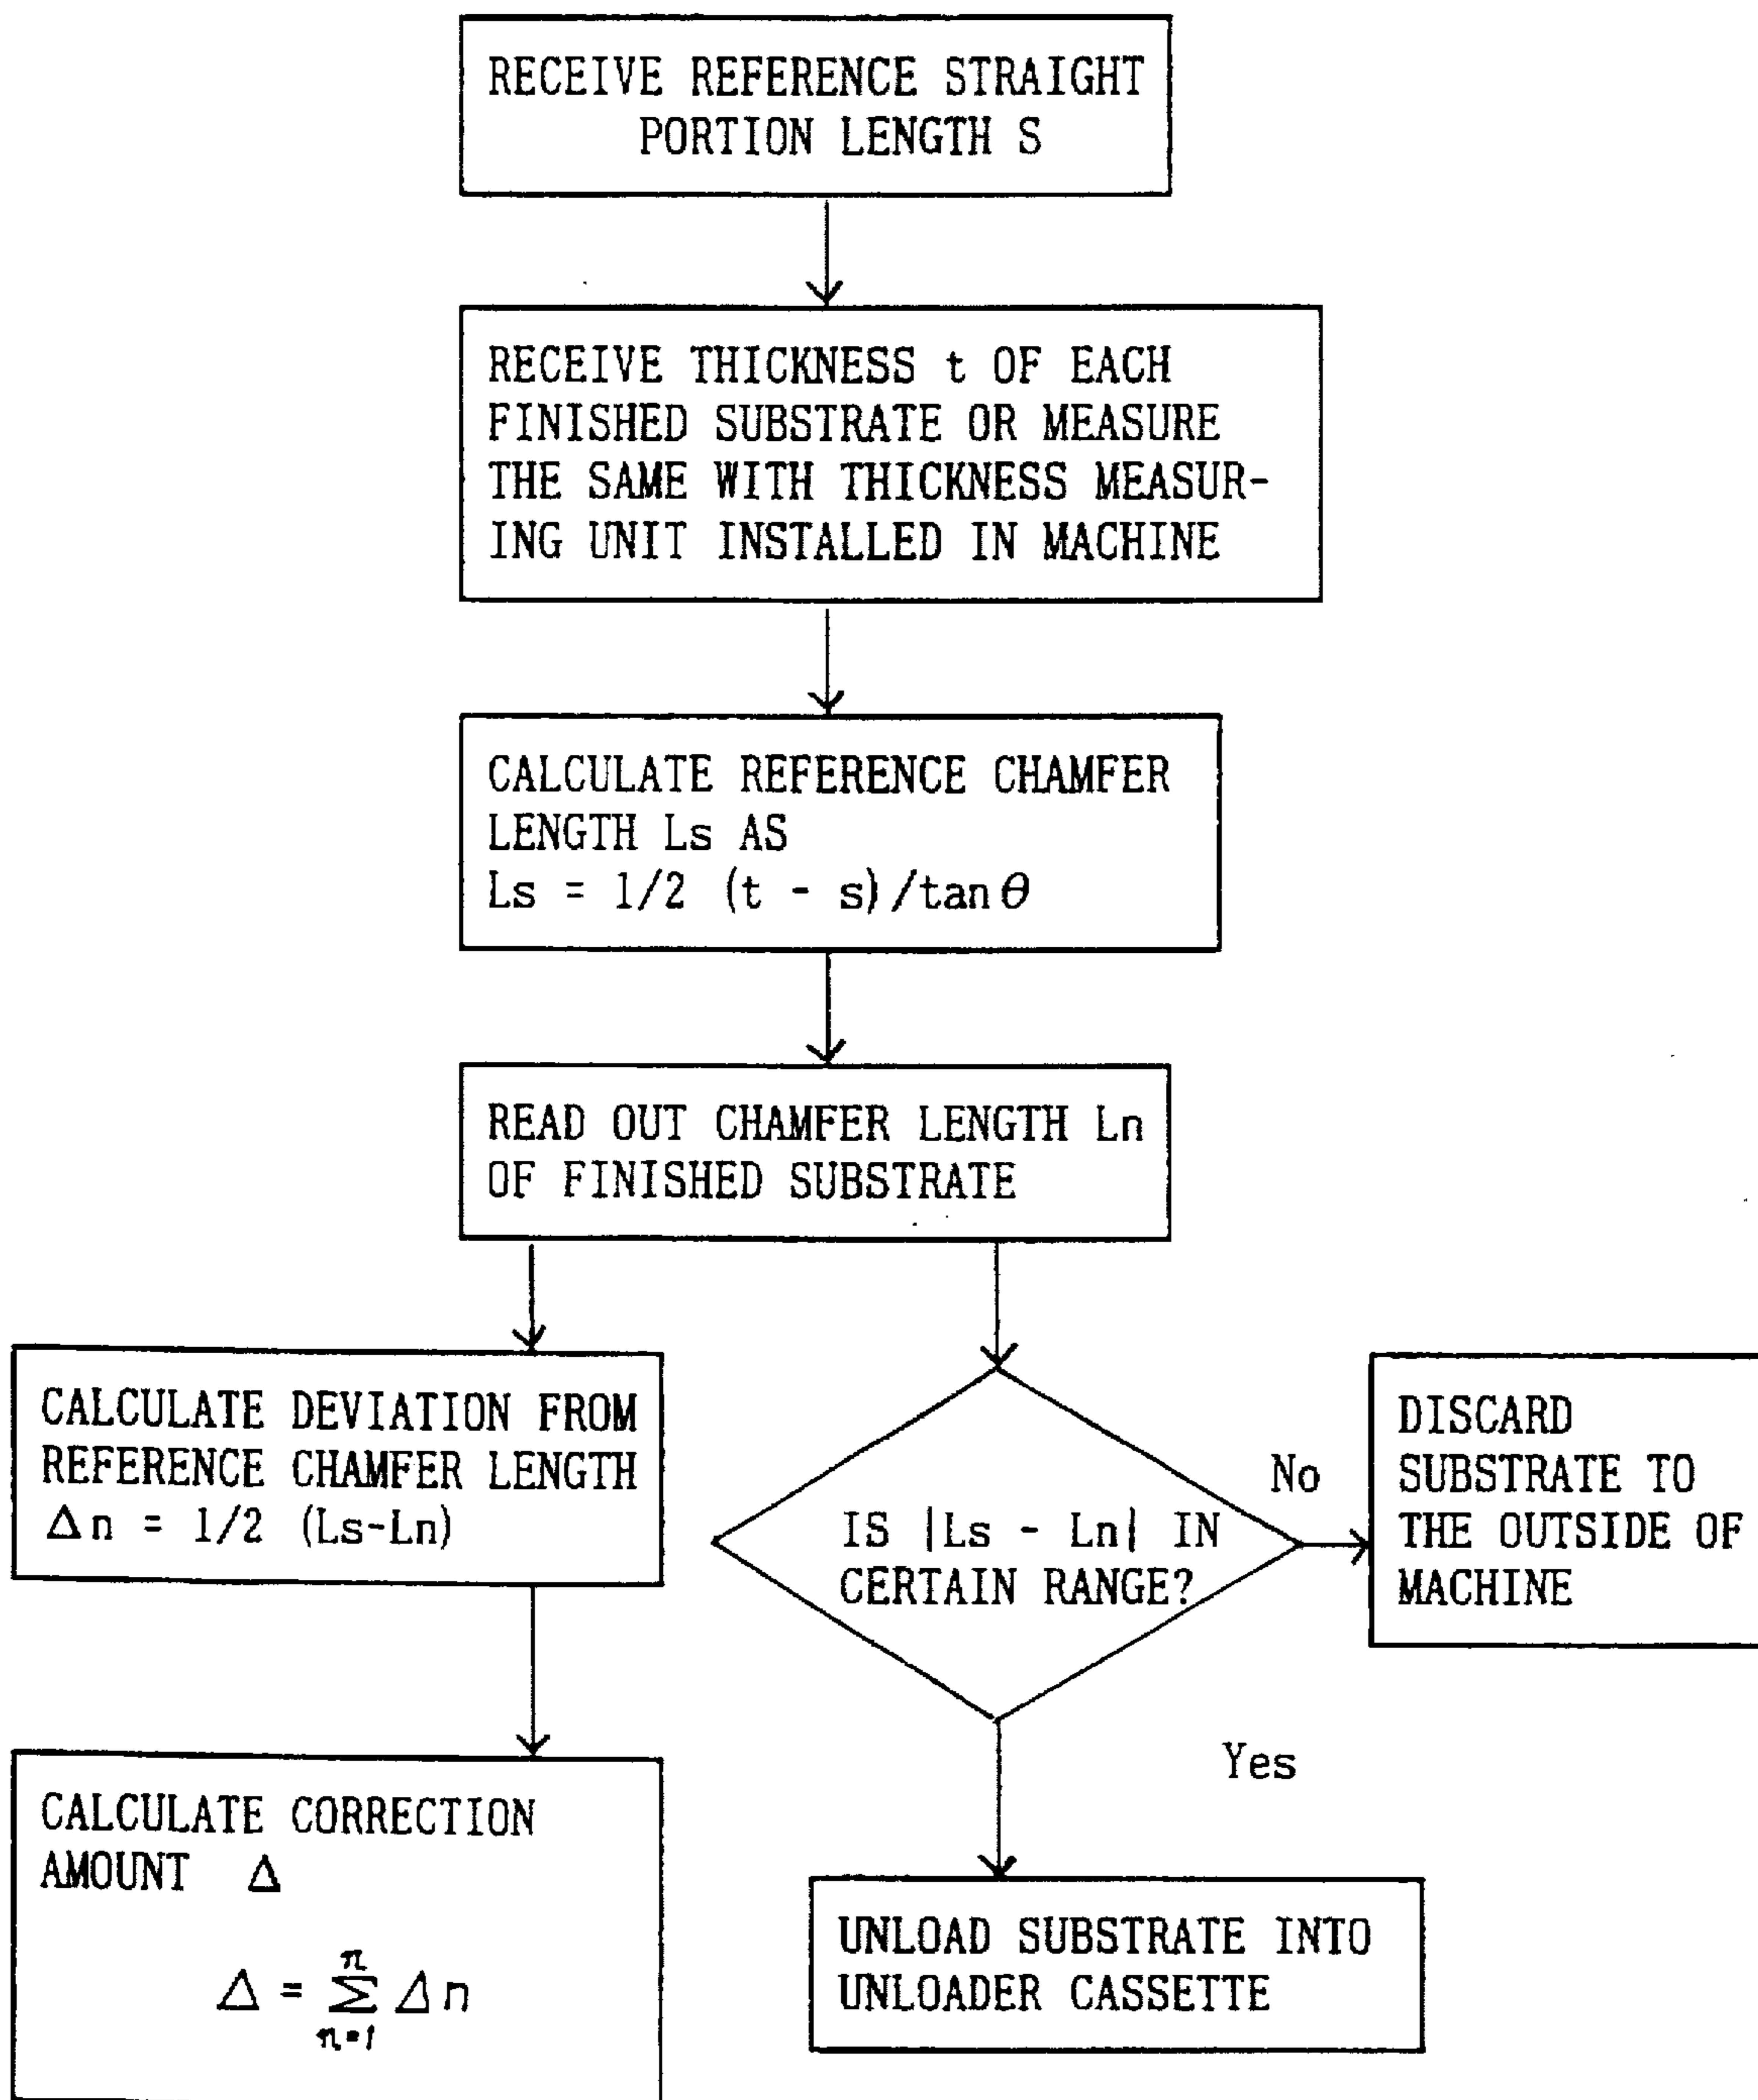 RECEIVE REFERENCE STRAIGHT
PORTION LENGTH S
RECEIVE THICKNESS t OF EACH
FINISHED SUBSTRATE OR MEASURE
THE SAME WITH THICKNESS MEASUR-
ING UNIT INSTALLED IN MACHINE
CALCULATE REFERENCE CHAMFER
LENGTH Ls AS
Ls = 1/2 (t - s)/tanθ
READ OUT CHAMFER LENGTH Ln
OF FINISHED SUBSTRATE
CALCULATE DEVIATION FROM
REFERENCE CHAMFER LENGTH
Δn = 1/2 (Ls-Ln)
IS |Ls - Ln| IN
CERTAIN RANGE?
No
DISCARD
SUBSTRATE TO
THE OUTSIDE OF
MACHINE
Yes
CALCULATE CORRECTION
AMOUNT Δ
n
Δ = Σ Δn
n=1
UNLOAD SUBSTRATE INTO
UNLOADER CASSETTE